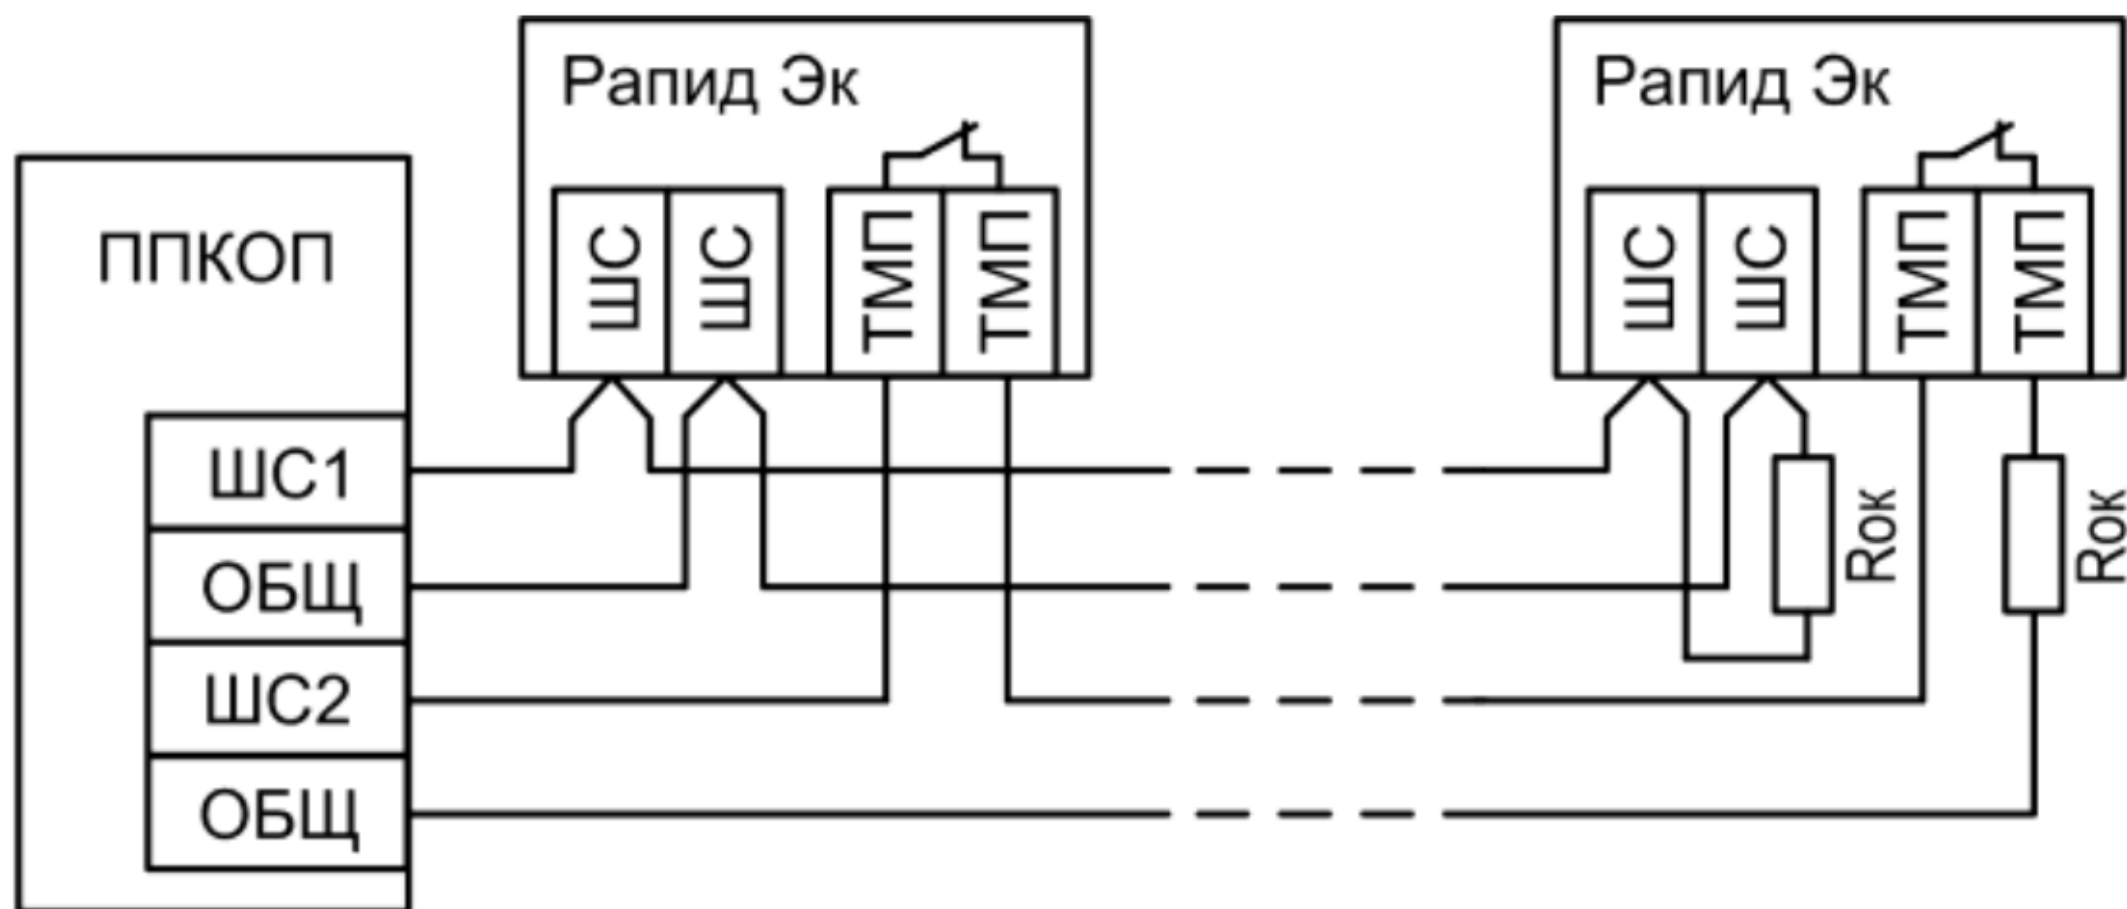 Рапид Эк
ШС
ШС
ТМП
ТМП
Рапид Эк
ШС
ШС
ТМП
ТМП
ППКОП
ШС1
ОБЩ
ШС2
ОБЩ
Rок
Rок